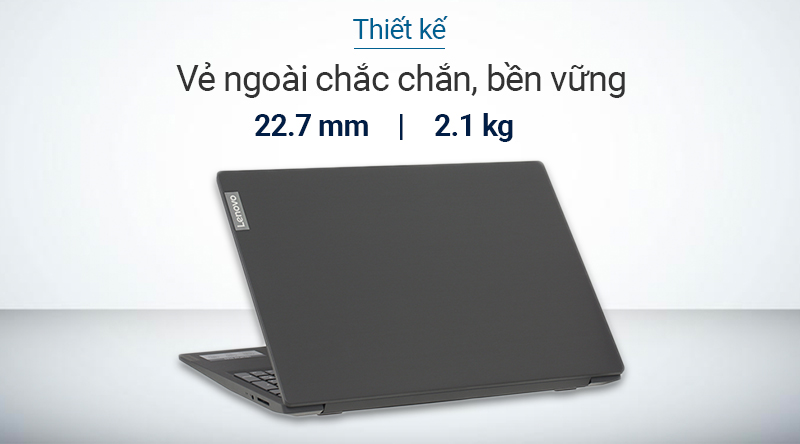 Thiết kế
Vẻ ngoài chắc chắn, bền vững
22.7 mm | 2.1 kg
Lenovo